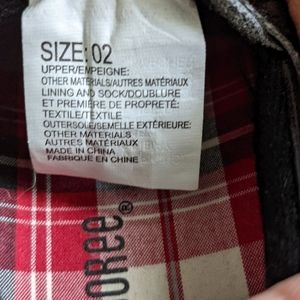 SIZE: 02
UPPER/EMPEIGNE:
OTHER MATERIALS/AUTRES MATÉRIAUX
LINING AND SOCK/DOUBLURE
ET PREMIÈRE DE PROPRETÉ:
TEXTILE/TEXTILE
OUTERSOLE/SEMELLE EXTÉRIEURE:
OTHER MATERIALS
AUTRES MATÉRIAUX
MADE IN CHINA
FABRIQUÉ EN CHINE
OREE®